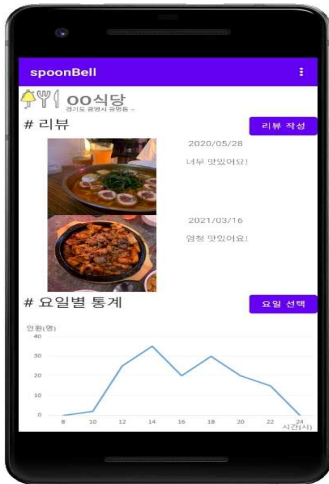 spoonBell
OO식당
경기도 광명시 광명동 ~
# 리뷰
리뷰 작성
2020/05/28
너무 맛있어요!
2021/03/16
엄청 맛있어요!
# 요일별 통계
요일 선택
인원(명)
40
30
20
10
0
8 10 12 14 16 18 20 22 24
시간(시)